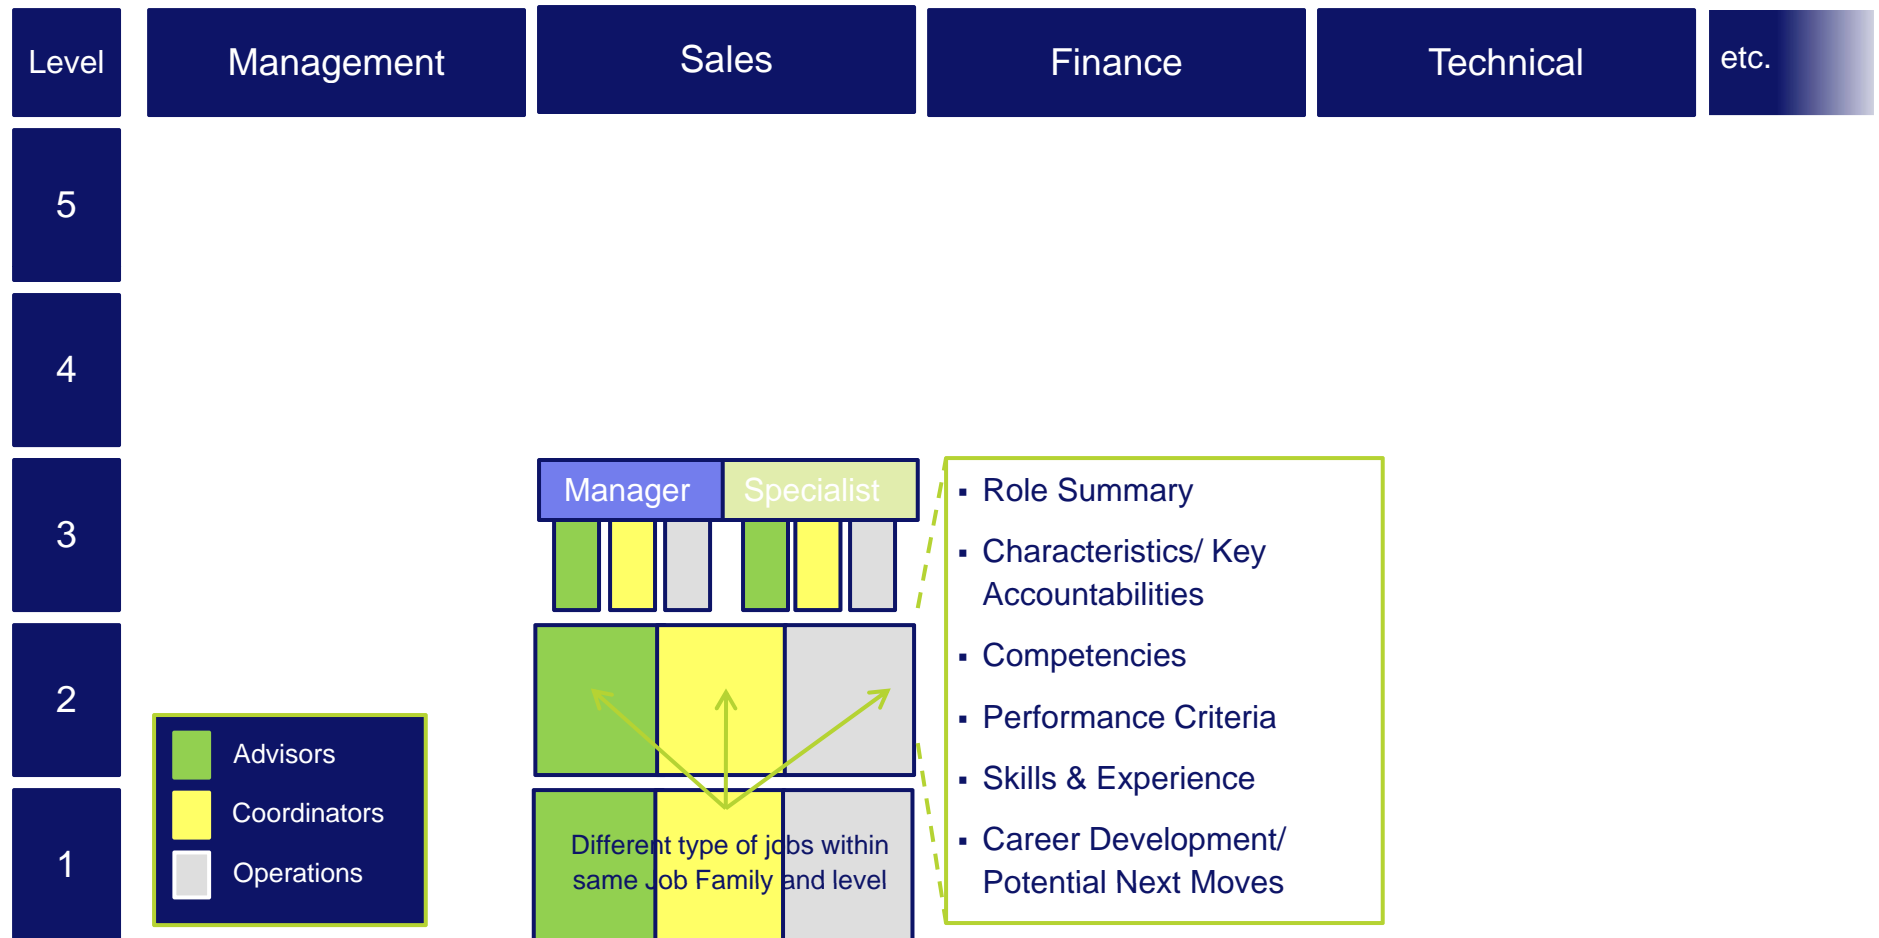 Level
Management
Sales
Finance
Technical
etc.
5
4
3
2
1
Manager
Specialist
▪ Role Summary
▪ Characteristics/ Key
Accountabilities
▪ Competencies
▪ Performance Criteria
▪ Skills & Experience
▪ Career Development/
Potential Next Moves
Advisors
Coordinators
Operations
Different type of jobs within
same Job Family and level